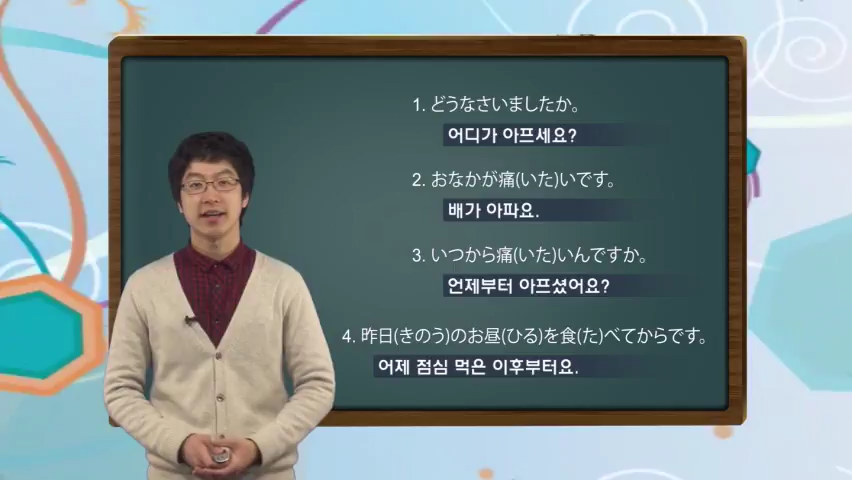 1. どうなさいましたか。
어디가 아프세요?
2. おなかが痛(いた)いです。
배가 아파요.
3. いつから痛(いた)いんですか。
언제부터 아프셨어요?
4. 昨日(きのう)のお昼(ひる)を食(た)べてからです。
어제 점심 먹은 이후부터요.